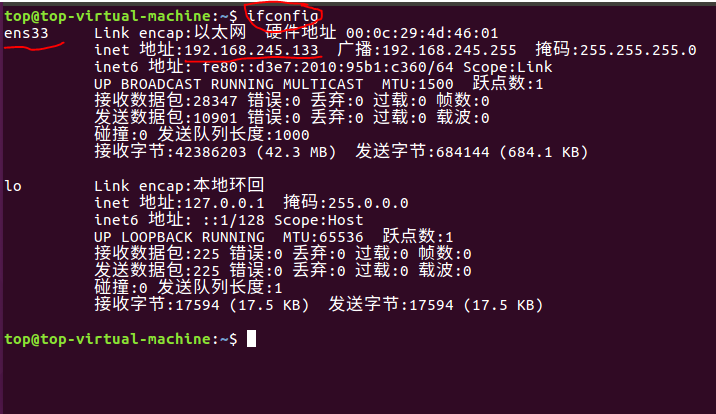 top@top-virtual-machine:~$ ifconfig
ens33 Link encap:以太网 硬件地址 00:0c:29:4d:46:01
inet 地址:192.168.245.133 广播:192.168.245.255 掩码:255.255.255.0
inet6 地址: fe80::d3e7:2010:95b1:c360/64 Scope:Link
UP BROADCAST RUNNING MULTICAST MTU:1500 跃点数:1
接收数据包:28347 错误:0 丢弃:0 过载:0 帧数:0
发送数据包:10901 错误:0 丢弃:0 过载:0 载波:0
碰撞:0 发送队列长度:1000
接收字节:42386203 (42.3 MB) 发送字节:684144 (684.1 KB)
lo Link encap:本地环回
inet 地址:127.0.0.1 掩码:255.0.0.0
inet6 地址: ::1/128 Scope:Host
UP LOOPBACK RUNNING MTU:65536 跃点数:1
接收数据包:225 错误:0 丢弃:0 过载:0 帧数:0
发送数据包:225 错误:0 丢弃:0 过载:0 载波:0
碰撞:0 发送队列长度:1
接收字节:17594 (17.5 KB) 发送字节:17594 (17.5 KB)
top@top-virtual-machine:~$